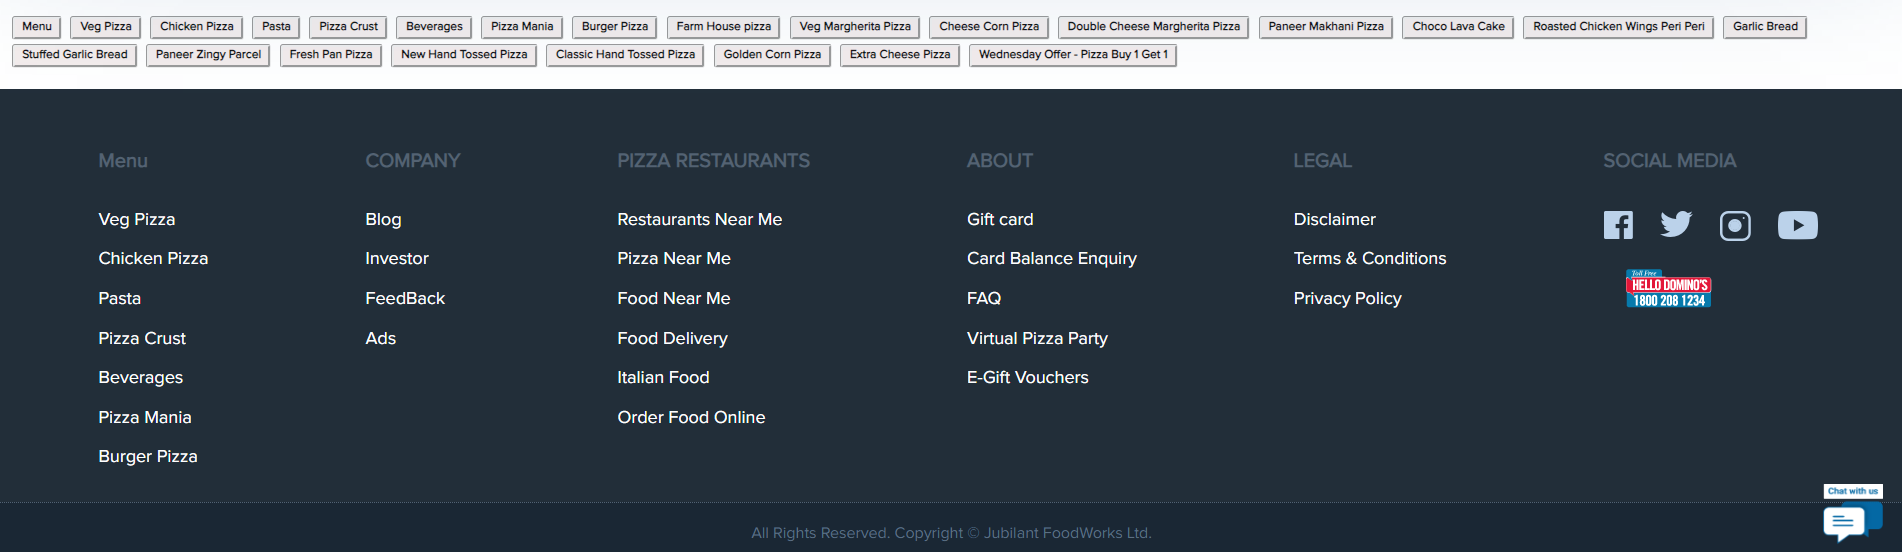 Menu Veg Pizza Chicken Pizza Pasta Pizza Crust Beverages Pizza Mania Burger Pizza Farm House pizza Veg Margherita Pizza Cheese Corn Pizza Double Cheese Margherita Pizza Paneer Makhani Pizza Choco Lava Cake Roasted Chicken Wings Peri Peri Garlic Bread
Stuffed Garlic Bread Paneer Zingy Parcel Fresh Pan Pizza New Hand Tossed Pizza Classic Hand Tossed Pizza Golden Corn Pizza Extra Cheese Pizza Wednesday Offer - Pizza Buy 1 Get 1
Menu
Veg Pizza
Chicken Pizza
Pasta
Pizza Crust
Beverages
Pizza Mania
Burger Pizza
COMPANY
Blog
Investor
FeedBack
Ads
PIZZA RESTAURANTS
Restaurants Near Me
Pizza Near Me
Food Near Me
Food Delivery
Italian Food
Order Food Online
ABOUT
Gift card
Card Balance Enquiry
FAQ
Virtual Pizza Party
E-Gift Vouchers
LEGAL
Disclaimer
Terms & Conditions
Privacy Policy
SOCIAL MEDIA
Toll Free
HELLO DOMINO'S
1800 208 1234
Chat with us
All Rights Reserved. Copyright © Jubilant FoodWorks Ltd.